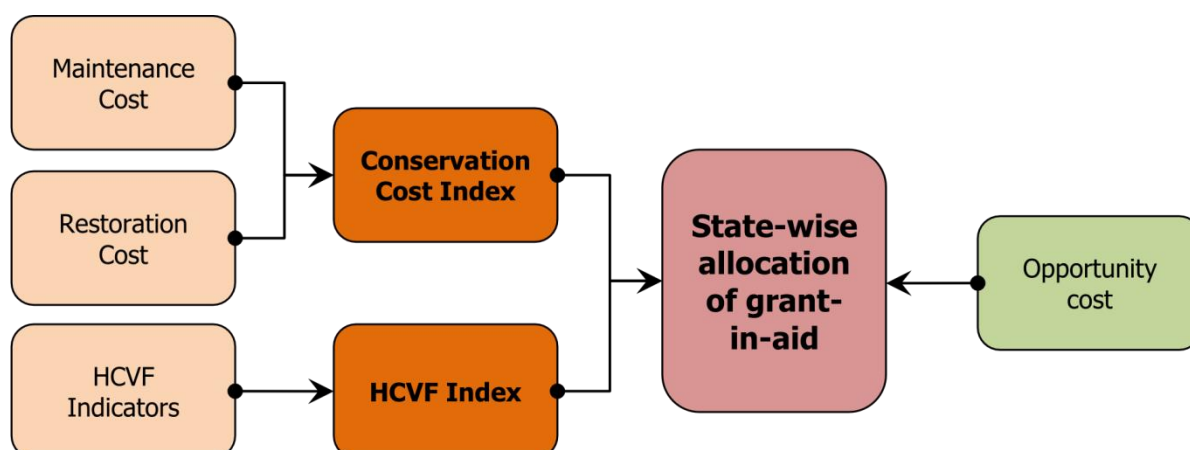 Maintenance
Cost
Restoration
Cost
HCVF
Indicators
Conservation
Cost Index
HCVF Index
State-wise
allocation
of grant-
in-aid
Opportunity
cost